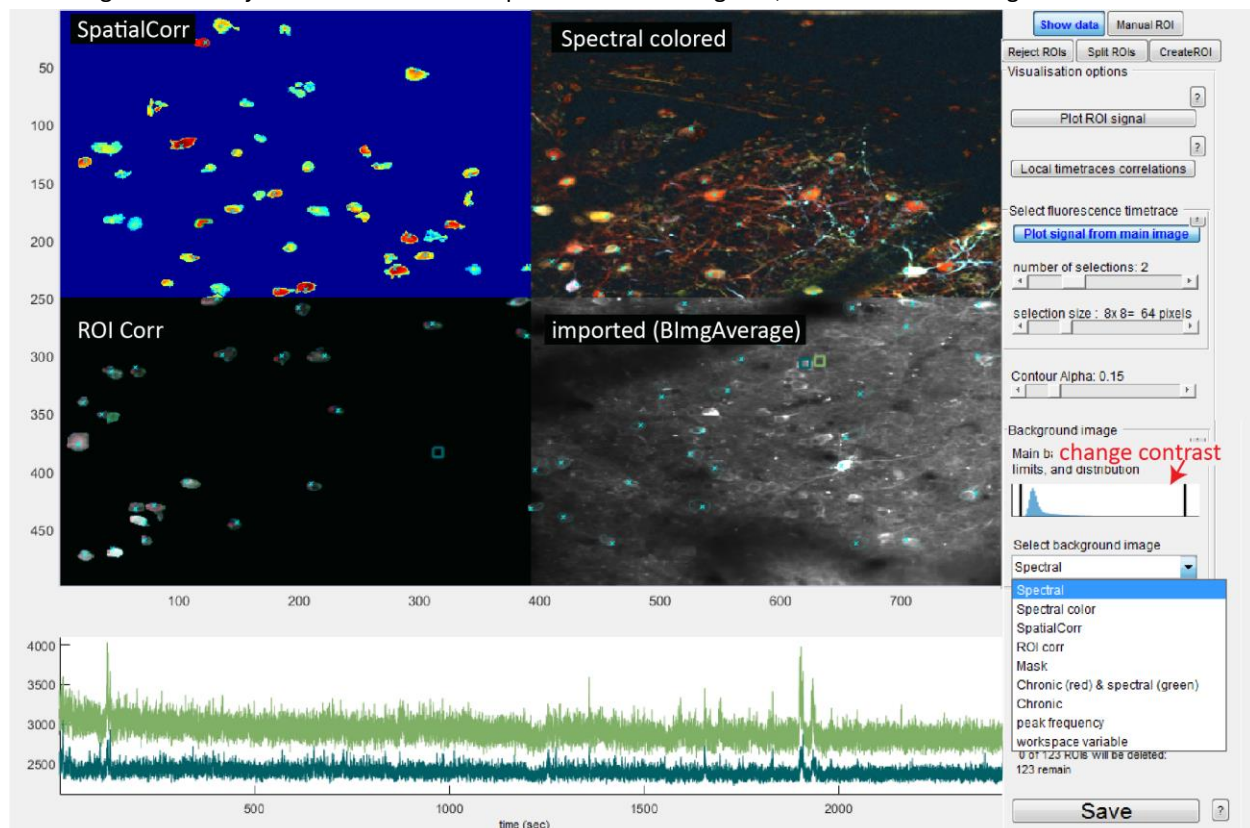 SpatialCorr
Spectral colored
ROI Corr
imported (BImgAverage)
50
100
150
200
250
300
350
400
450
100
200
300
400
500
600
700
4000
3500
3000
2500
500
1000
1500
2000
time (sec)
Show data
Manual ROI
Reject ROIs
Split ROIs
CreateROI
Visualisation options
?
Plot ROI signal
?
Local timetraces correlations
Select fluorescence timetrace
Plot signal from main image
number of selections: 2
selection size : 8x 8= 64 pixels
Contour Alpha: 0.15
Background image
Main
change contrast
limits, and distribution
Select background image
Spectral
Spectral
Spectral color
SpatialCorr
ROI corr
Mask
Chronic (red) & spectral (green)
Chronic
peak frequency
workspace variable
0 of 123 ROIs will be deleted:
123 remain
Save
?